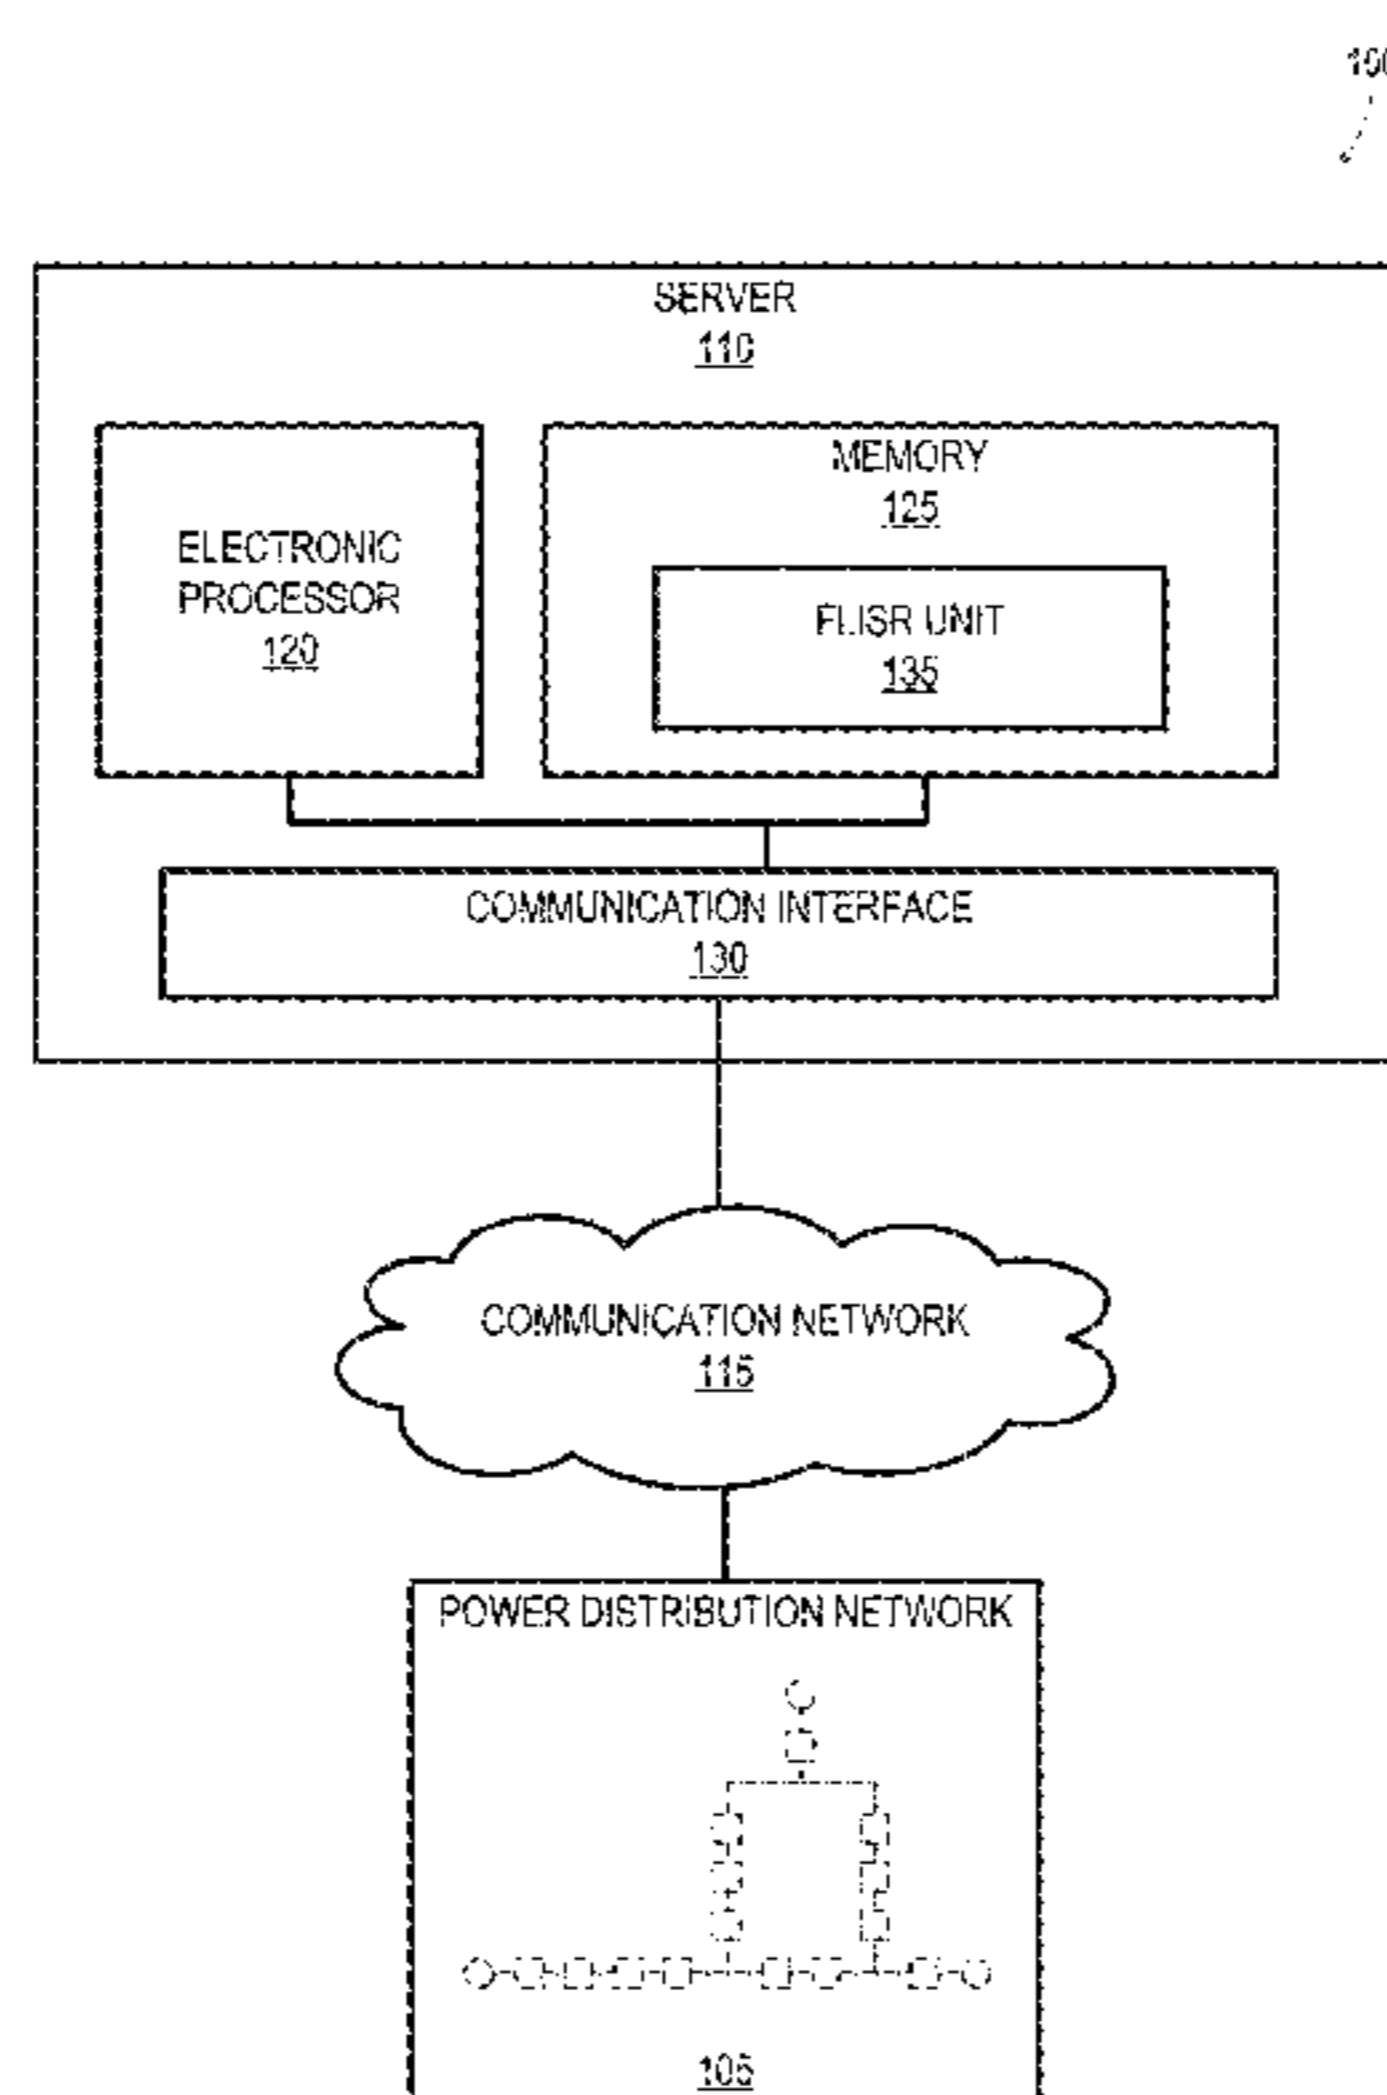 100
SERVER
110
ELECTRONIC
PROCESSOR
120
MEMORY
125
FLISR UNIT
135
COMMUNICATION INTERFACE
130
COMMUNICATION NETWORK
115
POWER DISTRIBUTION NETWORK
105